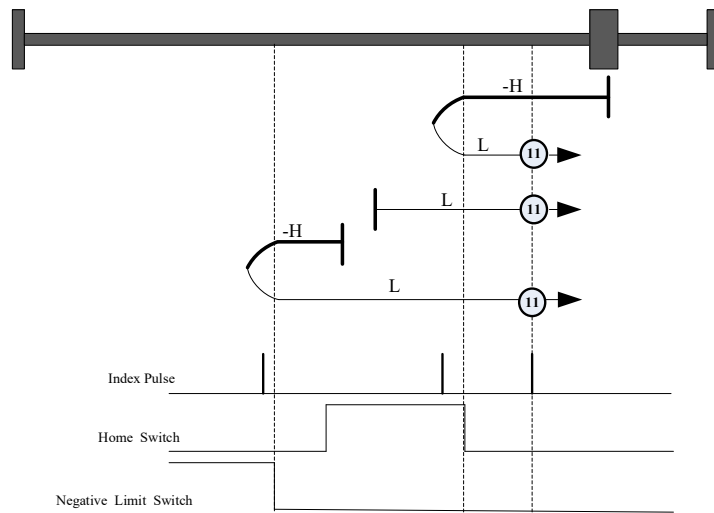 -H
L
11
L
11
-H
L
11
Index Pulse
Home Switch
Negative Limit Switch